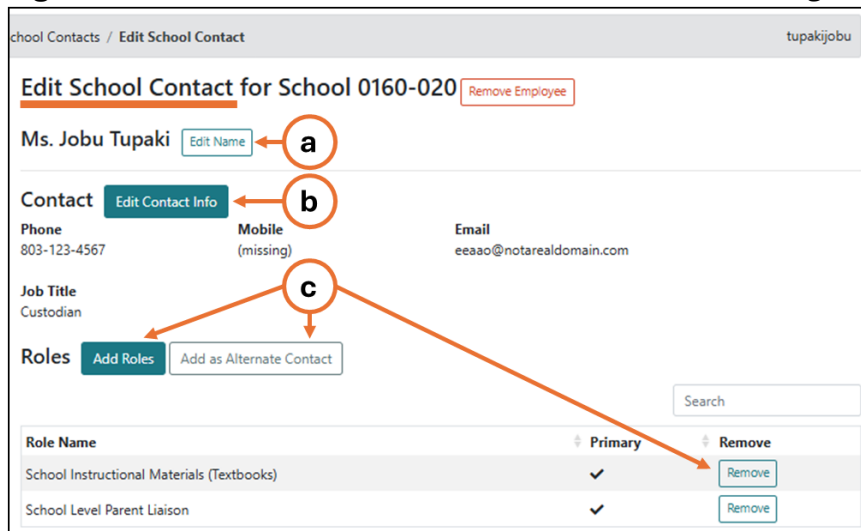 chool Contacts / Edit School Contact tupakijobu
Edit School Contact for School 0160-020 Remove Employee
Ms. Jobu Tupaki Edit Name a
Contact Edit Contact Info b
Phone Mobile Email
803-123-4567 (missing) eeaao@notarealdomain.com
Job Title c
Custodian
Roles Add Roles Add as Alternate Contact
Search
Role Name Primary Remove
School Instructional Materials (Textbooks) Remove
School Level Parent Liaison Remove